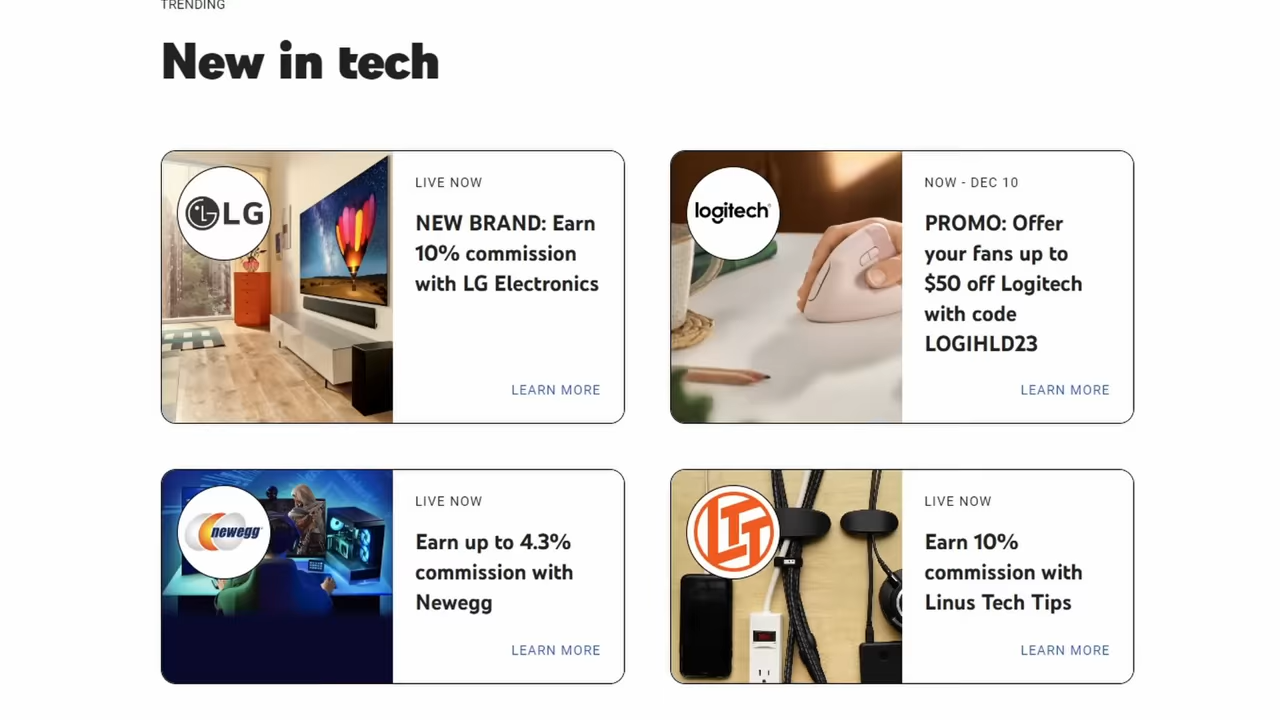 TRENDING
New in tech
LG
LIVE NOW
NEW BRAND: Earn
10% commission
with LG Electronics
LEARN MORE
logitech
NOW - DEC 10
PROMO: Offer
your fans up to
$50 off Logitech
with code
LOGIHLD23
LEARN MORE
newegg
LIVE NOW
Earn up to 4.3%
commission with
Newegg
LEARN MORE
LTT
LIVE NOW
Earn 10%
commission with
Linus Tech Tips
LEARN MORE